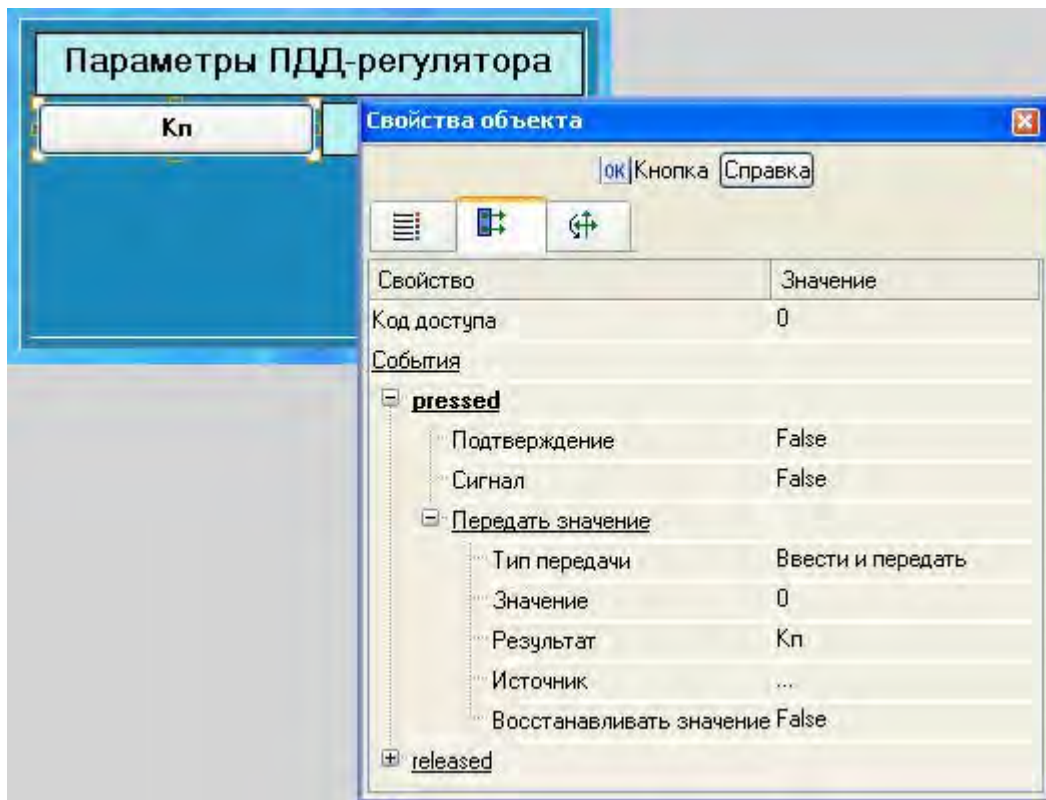 Параметры ПДД-регулятора
Кп
Свойства объекта
ок Кнопка Справка
Свойство Значение
Код доступа 0
События
pressed
Подтверждение False
Сигнал False
Передать значение
Тип передачи Ввести и передать
Значение 0
Результат Кп
Источник ...
Восстанавливать значение False
released